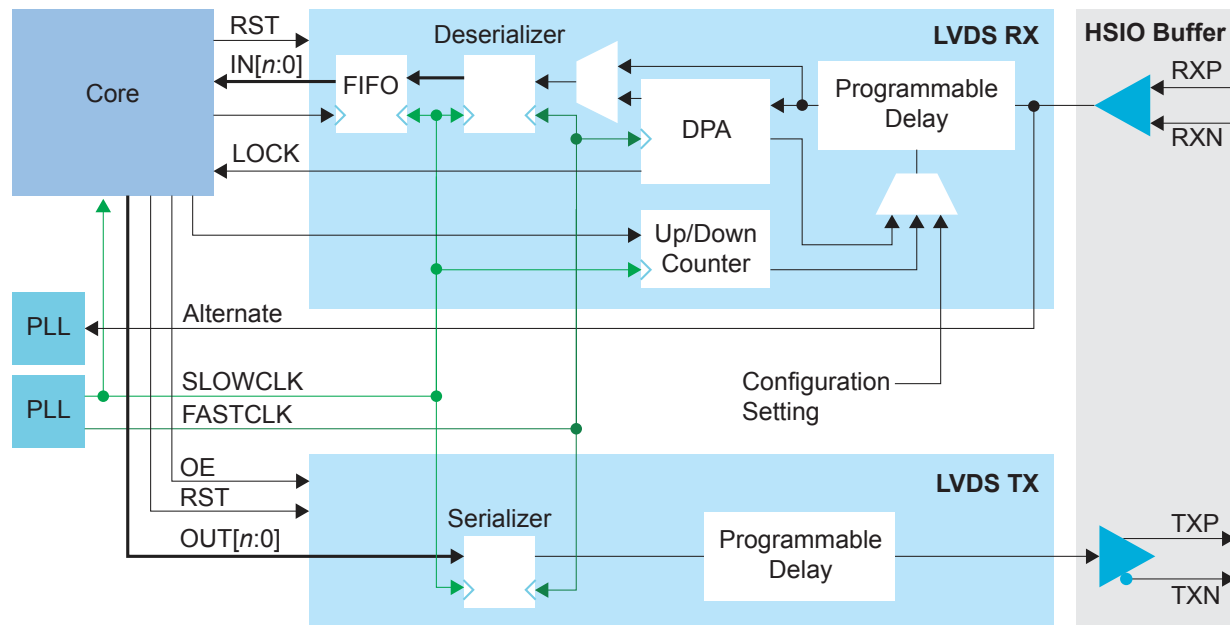 RST
Deserializer
LVDS RX
HSIO Buffer
IN[n:0]
Core
FIFO
DPA
Programmable
Delay
RXP
RXN
LOCK
Up/Down
Counter
PLL
Alternate
PLL
SLOWCLK
FASTCLK
Configuration
Setting
OE
RST
OUT[n:0]
LVDS TX
Serializer
Programmable
Delay
TXP
TXN